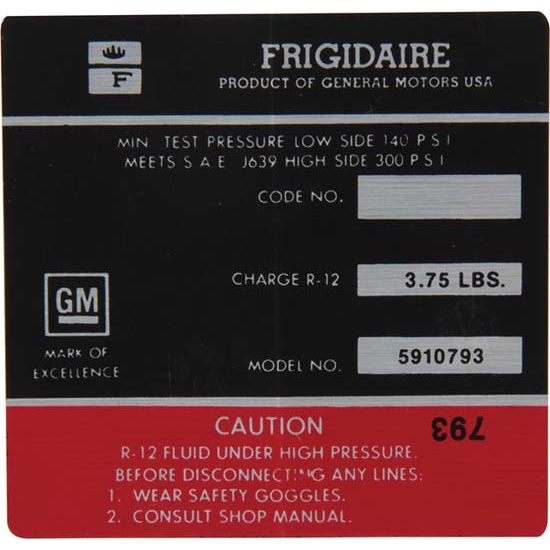 F
FRIGIDAIRE
PRODUCT OF GENERAL MOTORS USA
MIN TEST PRESSURE LOW SIDE 140 P S I
MEETS S A E J639 HIGH SIDE 300 P S I
CODE NO.
CHARGE R-12 3.75 LBS.
GM
MARK OF
EXCELLENCE
MODEL NO. 5910793
793
CAUTION
R-12 FLUID UNDER HIGH PRESSURE.
BEFORE DISCONNECTING ANY LINES:
1. WEAR SAFETY GOGGLES.
2. CONSULT SHOP MANUAL.